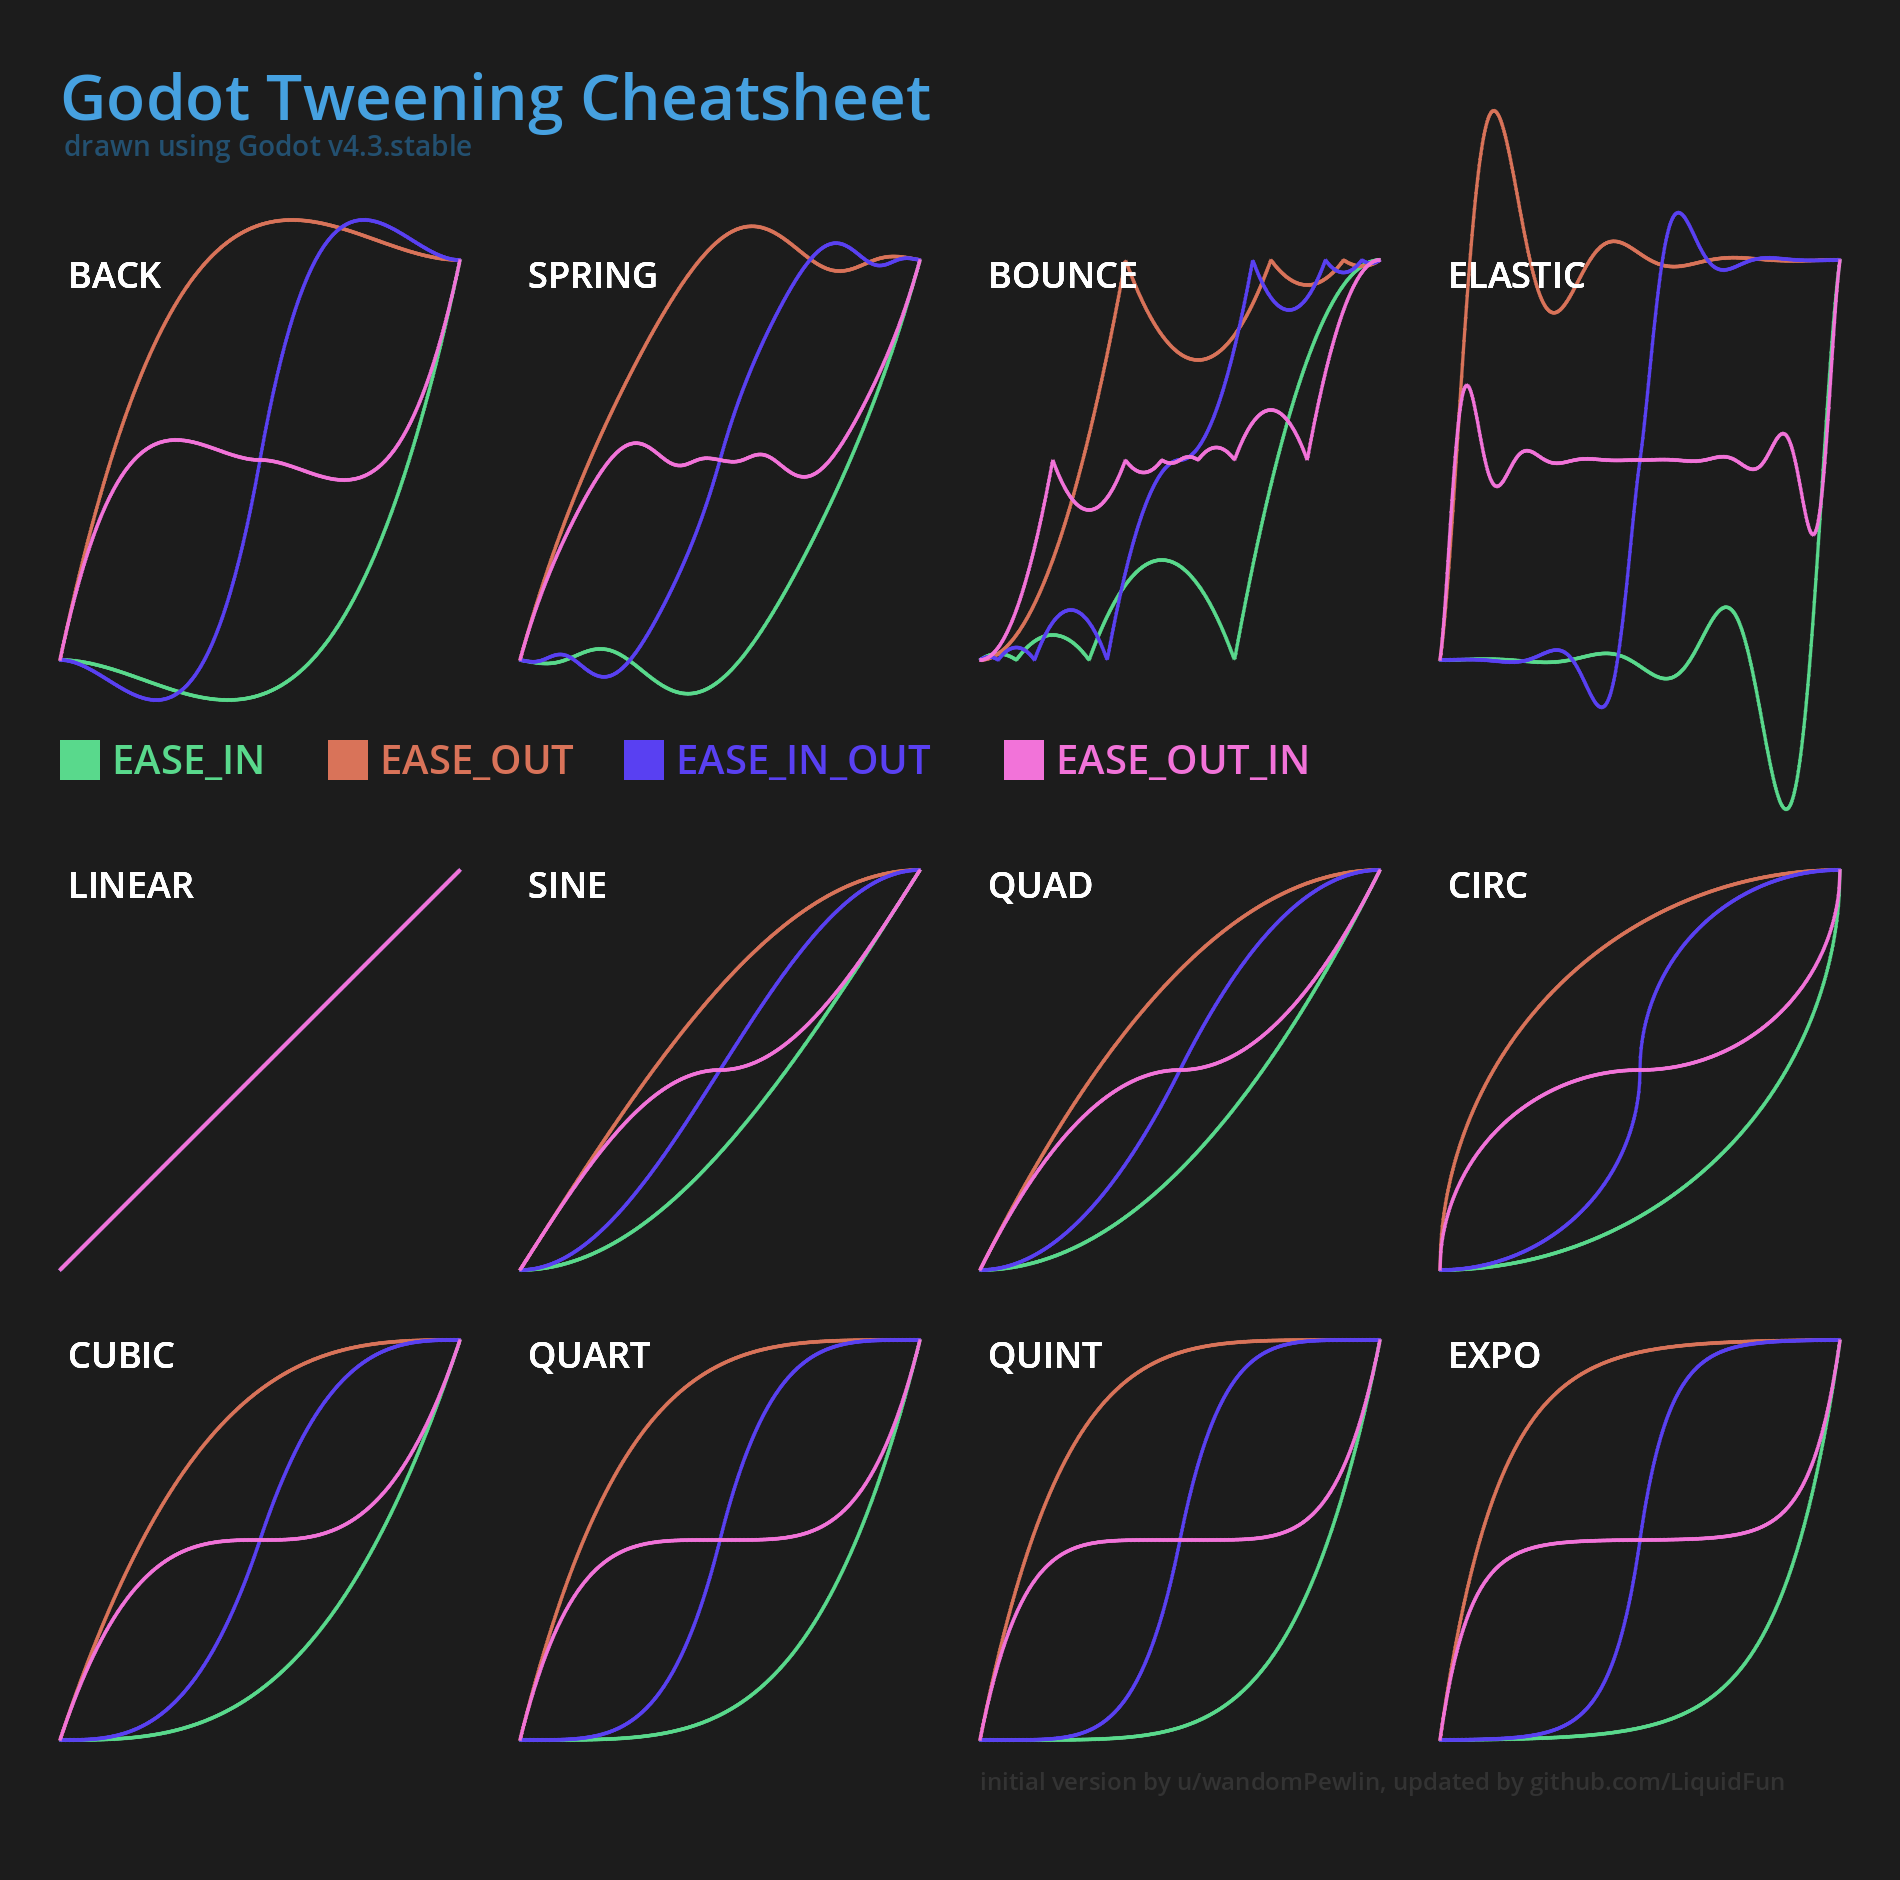 Godot Tweening Cheatsheet
drawn using Godot v4.3.stable
BACK
SPRING
BOUNCE
ELASTIC
EASE_IN
EASE_OUT
EASE_IN_OUT
EASE_OUT_IN
LINEAR
SINE
QUAD
CIRC
CUBIC
QUART
QUINT
EXPO
initial version by u/wandomPewlin, updated by github.com/LiquidFun